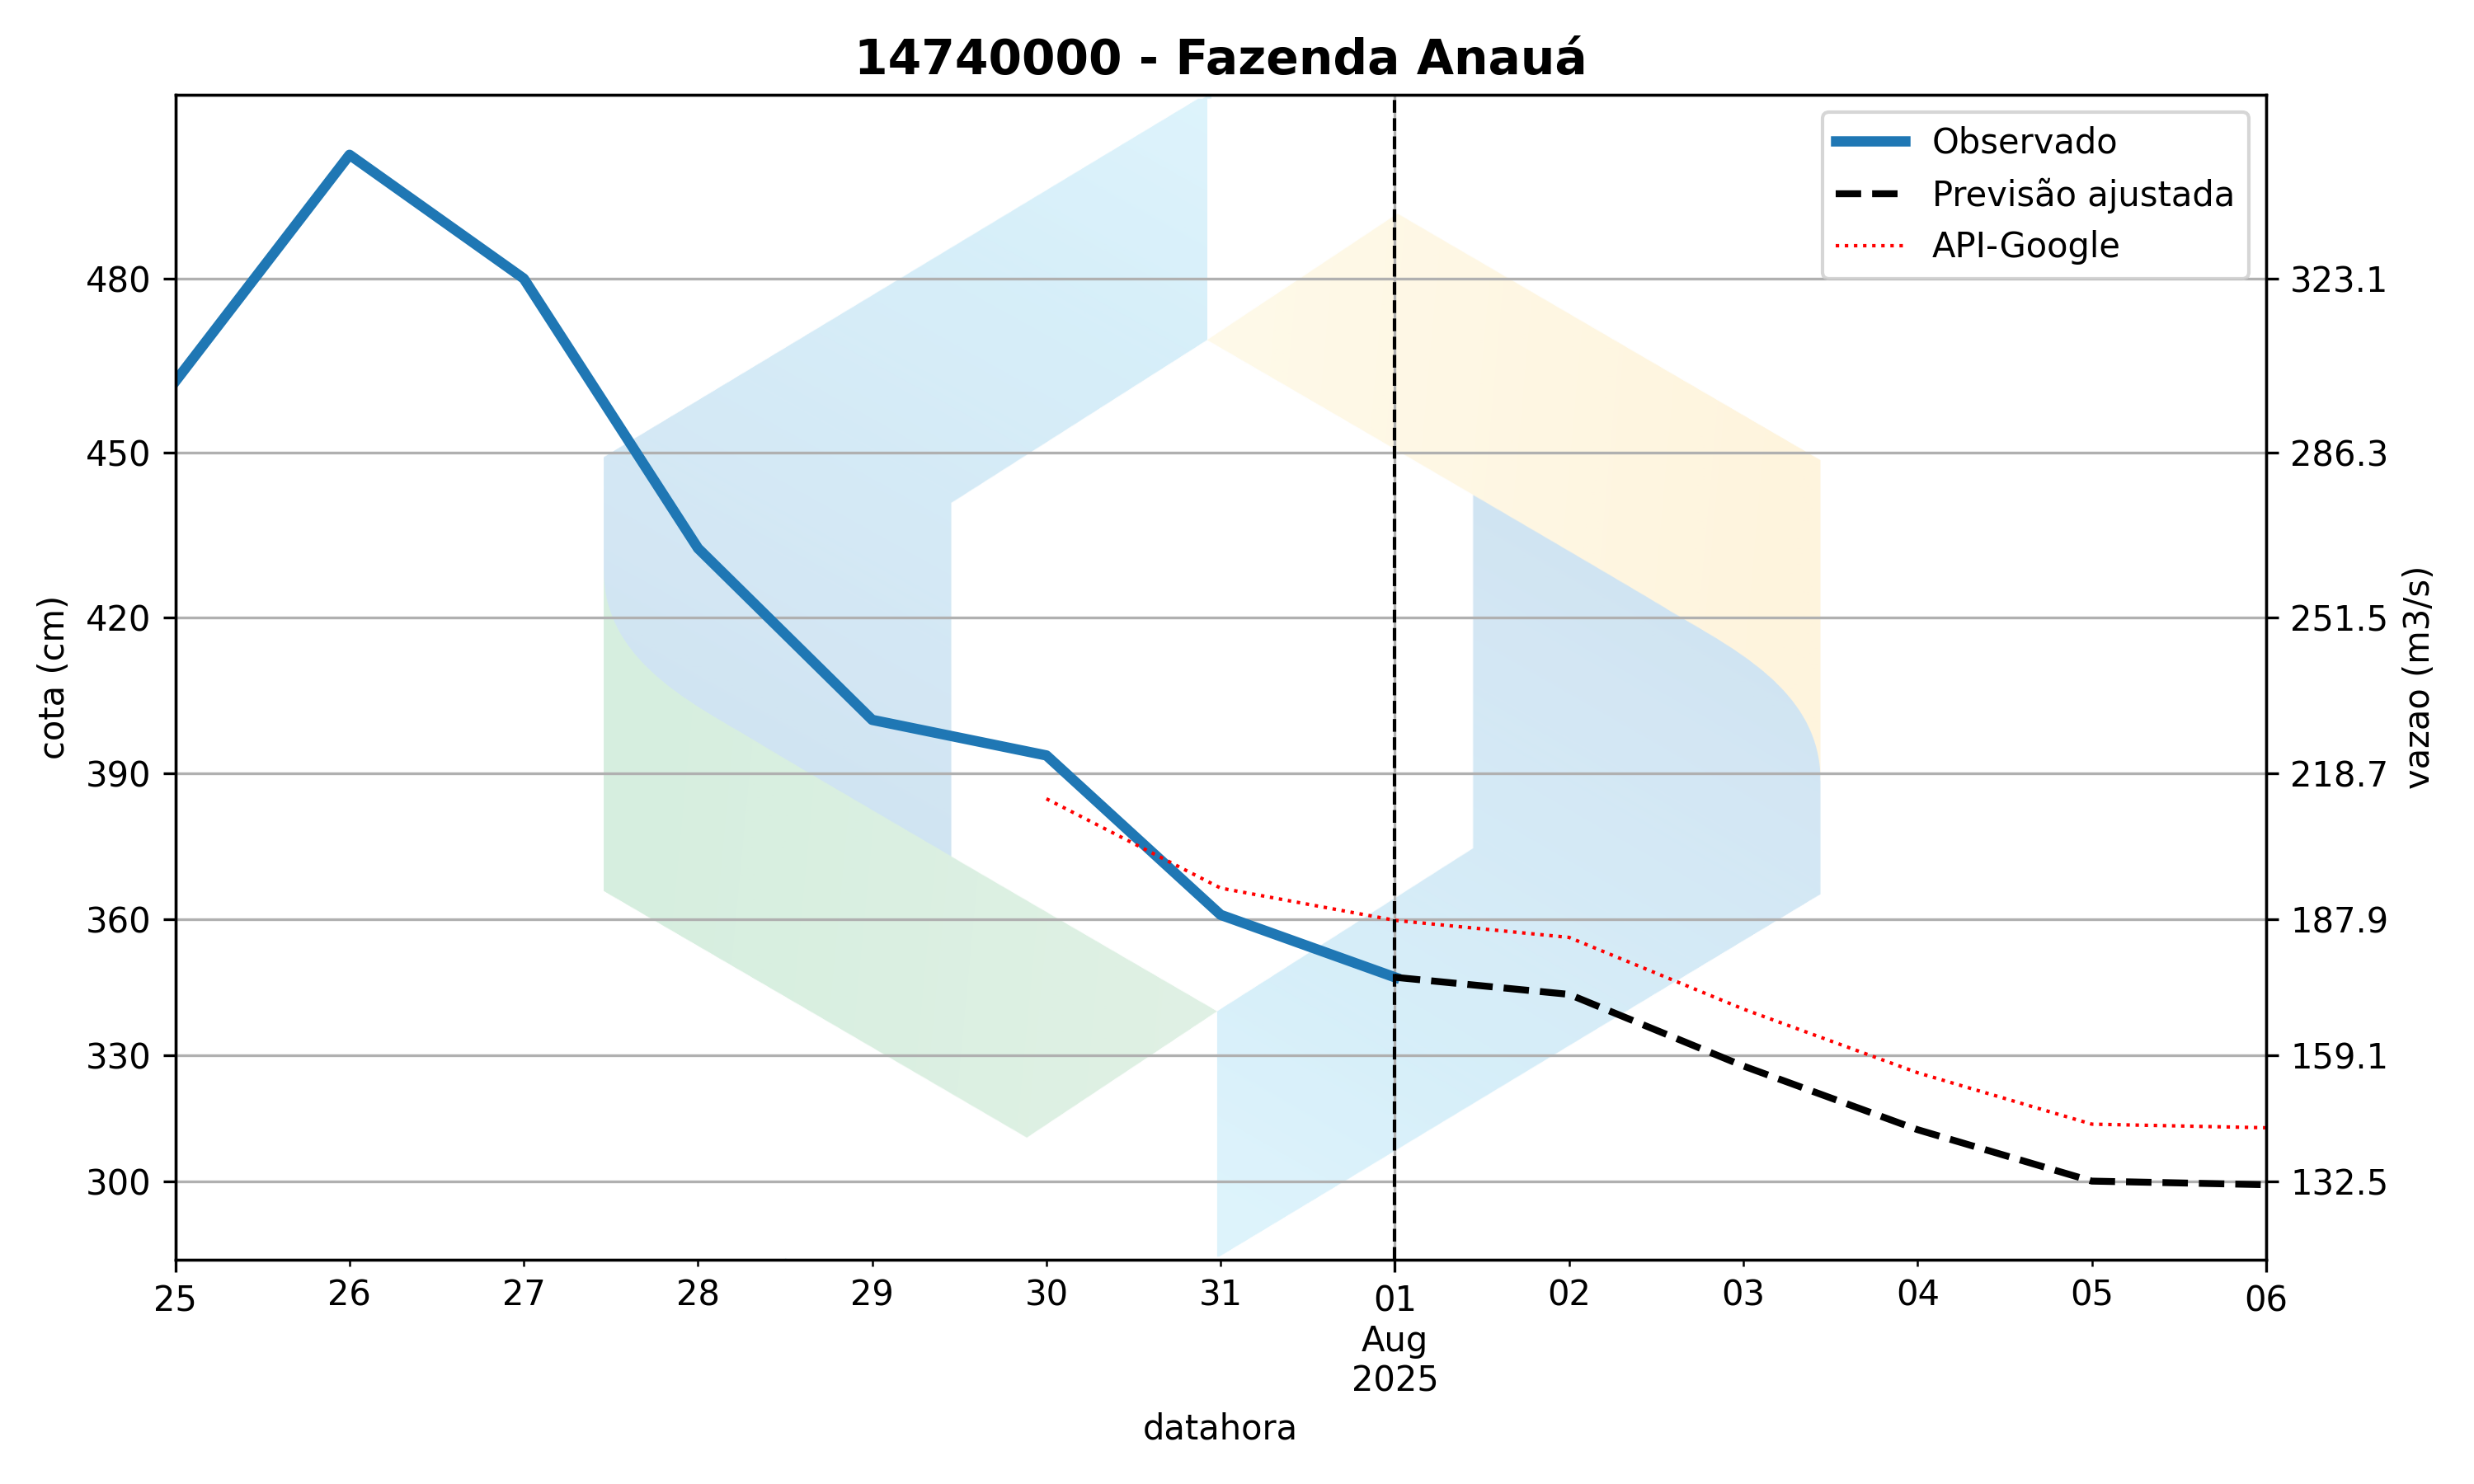 14740000 - Fazenda Anauá
Observado
Previsão ajustada
API-Google
480
450
420
390
360
330
300
cota (cm)
323.1
286.3
251.5
218.7
187.9
159.1
132.5
vazao (m3/s)
25 26 27 28 29 30 31 01 02 03 04 05 06
Aug
2025
datahora